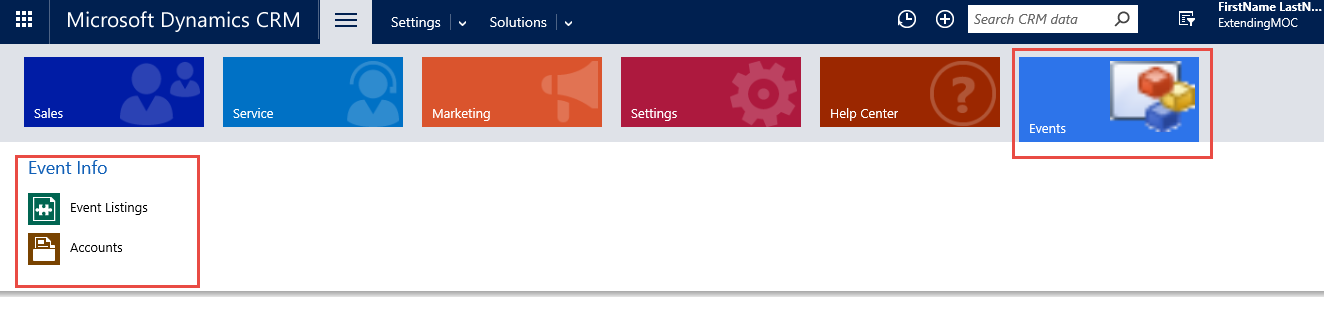 Microsoft Dynamics CRM
Settings
Solutions
Search CRM data
FirstName LastN...
ExtendingMOC
Sales
Service
Marketing
Settings
Help Center
Events
Event Info
Event Listings
Accounts